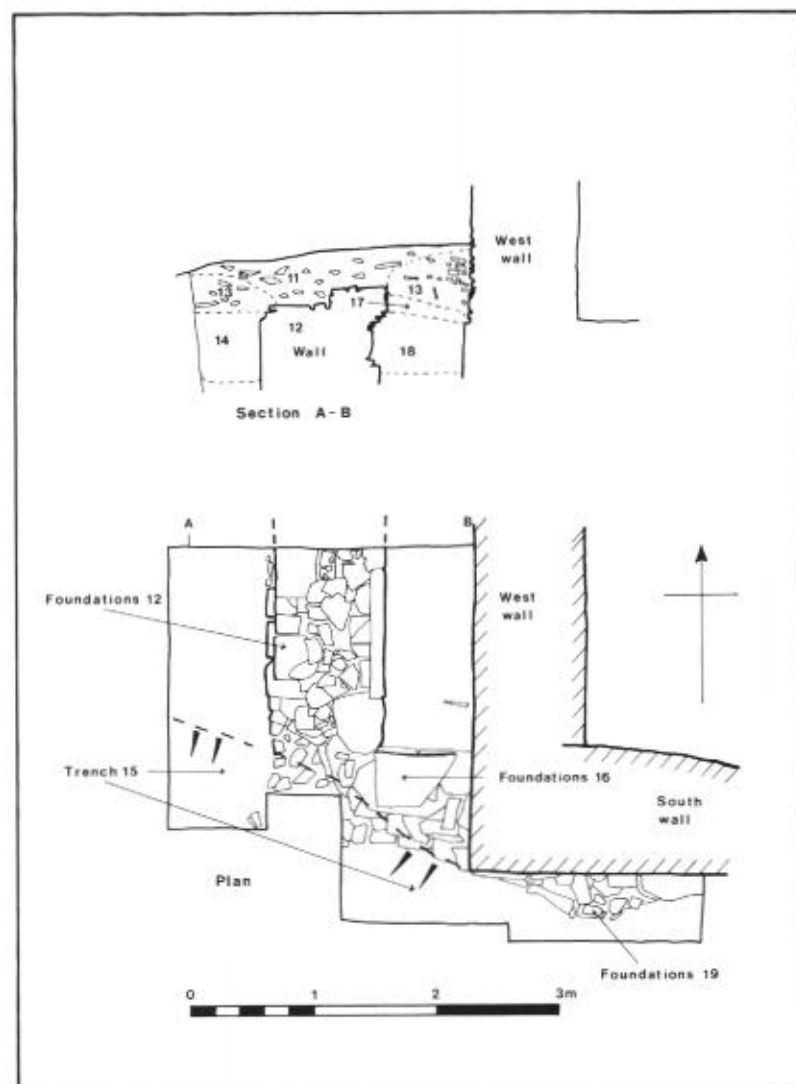 West
wall
11
13
13
17
12
14
Wall
18
Section A-B
A
B
Foundations 12
West
wall
Trench 15
Foundations 16
South
wall
Plan
Foundations 19
0 1 2 3m